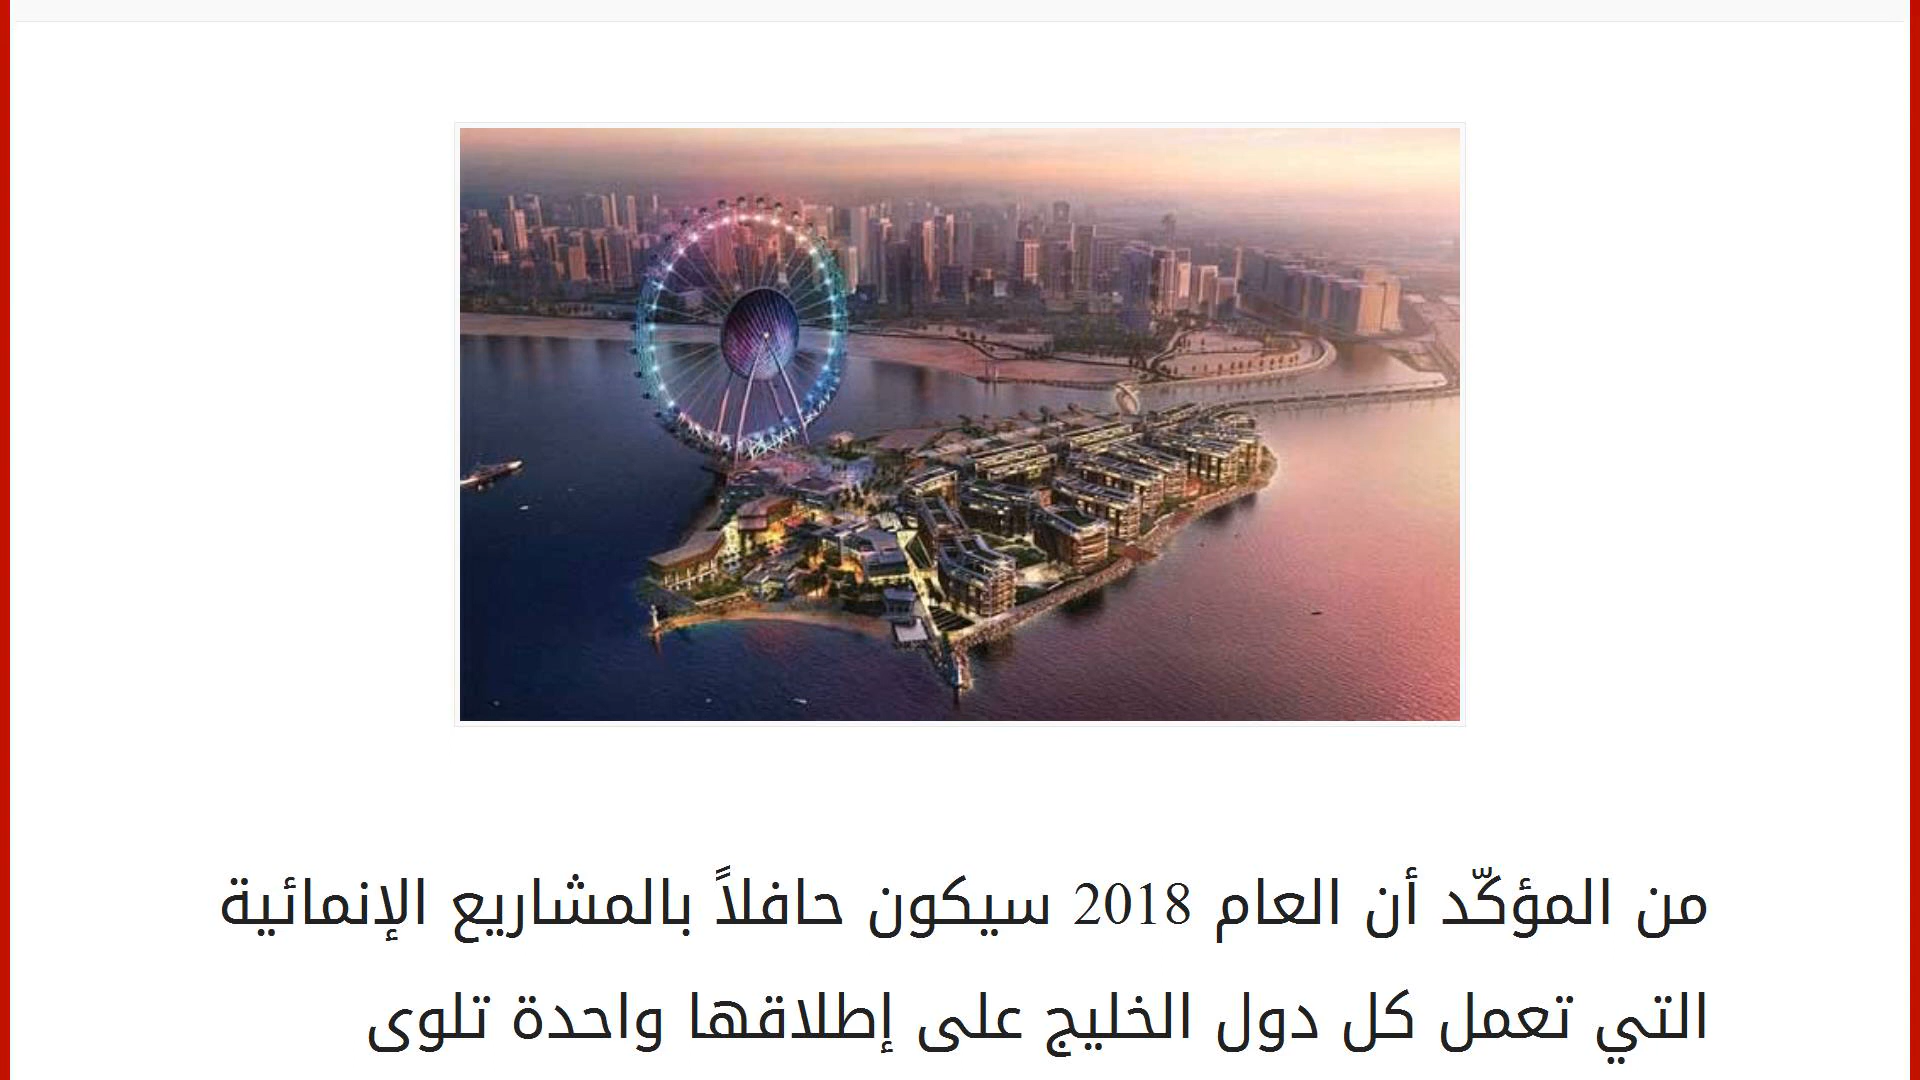 من المؤكّد أن العام 2018 سيكون حافلاً بالمشاريع الإنمائية
التي تعمل كل دول الخليج على إطلاقها واحدة تلوى